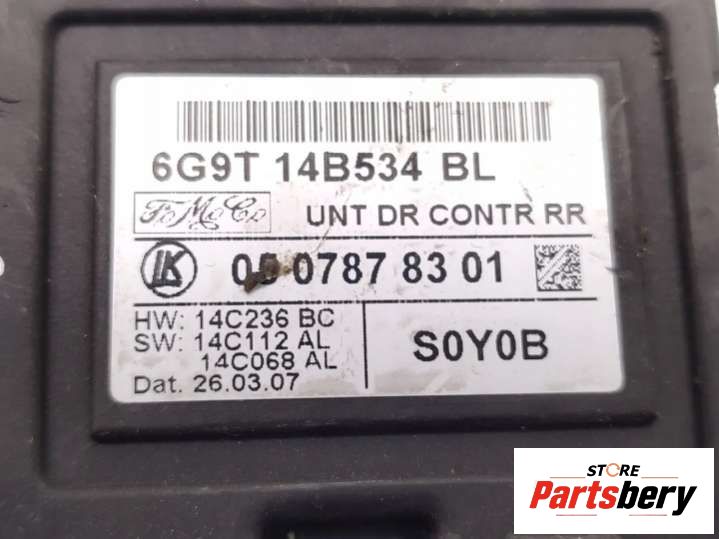 6G9T 14B534 BL
FoMoCo UNT DR CONTR RR
LK 05 0787 83 01
HW: 14C236 BC
SW: 14C112 AL
14C068 AL
Dat. 26.03.07
S0Y0B
STORE
Partsbery